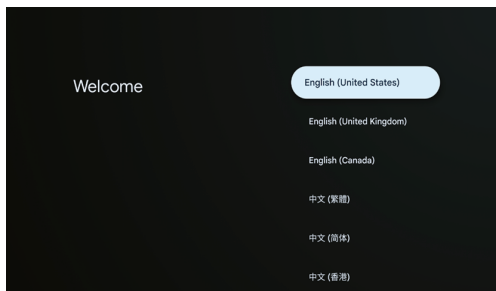 Welcome
English (United States)
English (United Kingdom)
English (Canada)
中文 (繁體)
中文 (简体)
中文 (香港)